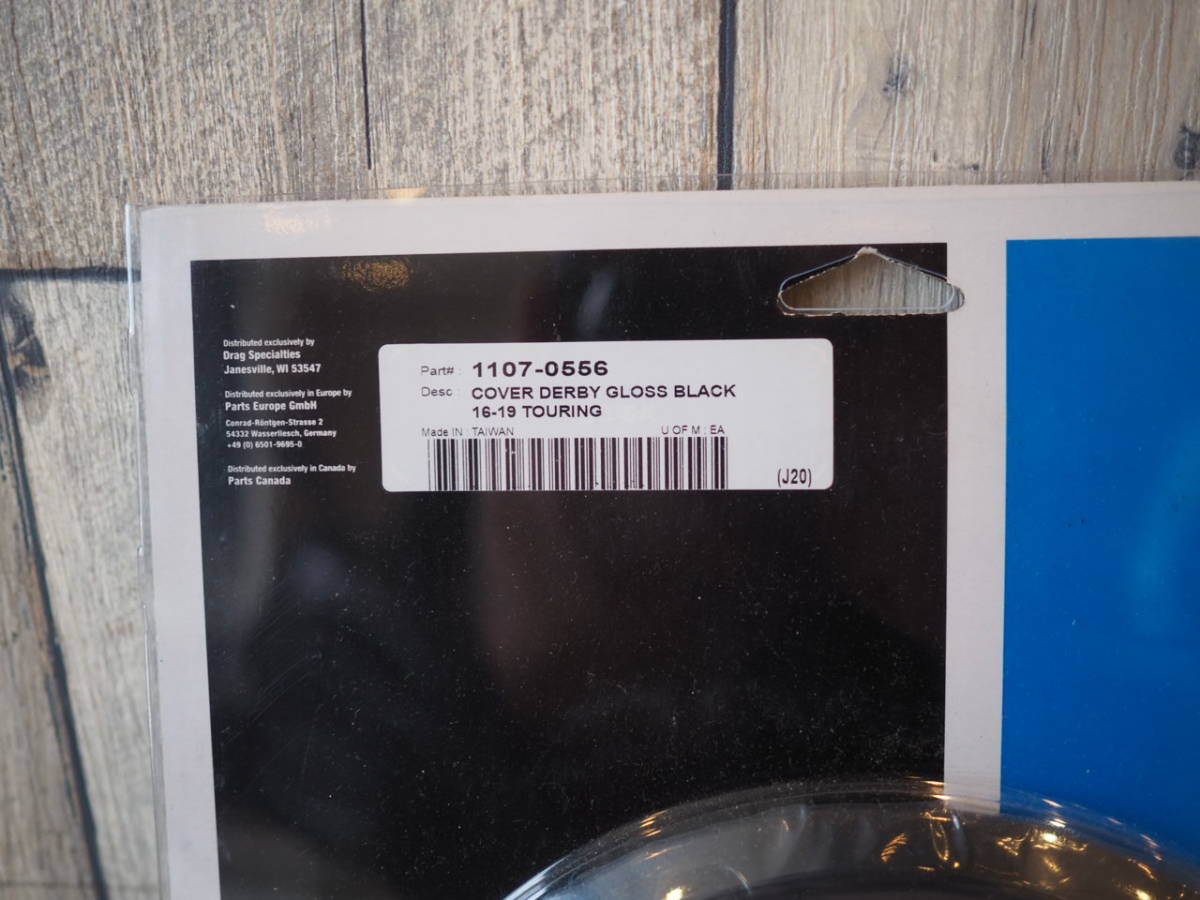 Distributed exclusively by
Drag Specialties
Janesville, WI 53547
Distributed exclusively in Europe by
Parts Europe GmbH
Conrad-Röntgen-Strasse 2
54332 Wasserliesch, Germany
+49 (0) 6501-9695-0
Distributed exclusively in Canada by
Parts Canada
Part# : 1107-0556
Desc : COVER DERBY GLOSS BLACK
16-19 TOURING
Made IN : TAIWAN U OF M : EA
(J20)